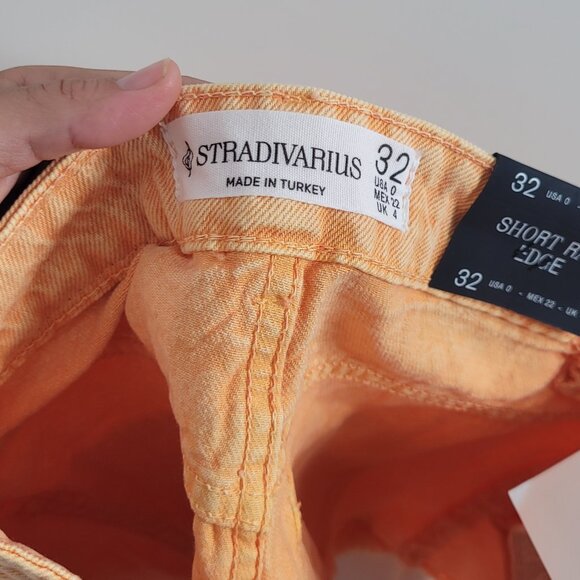 STRADIVARIUS
MADE IN TURKEY
32
USA 0
MEX 22
UK 4
32 USA 0 -
SHORT
EDGE
32 USA 0 - MEX 22 - UK